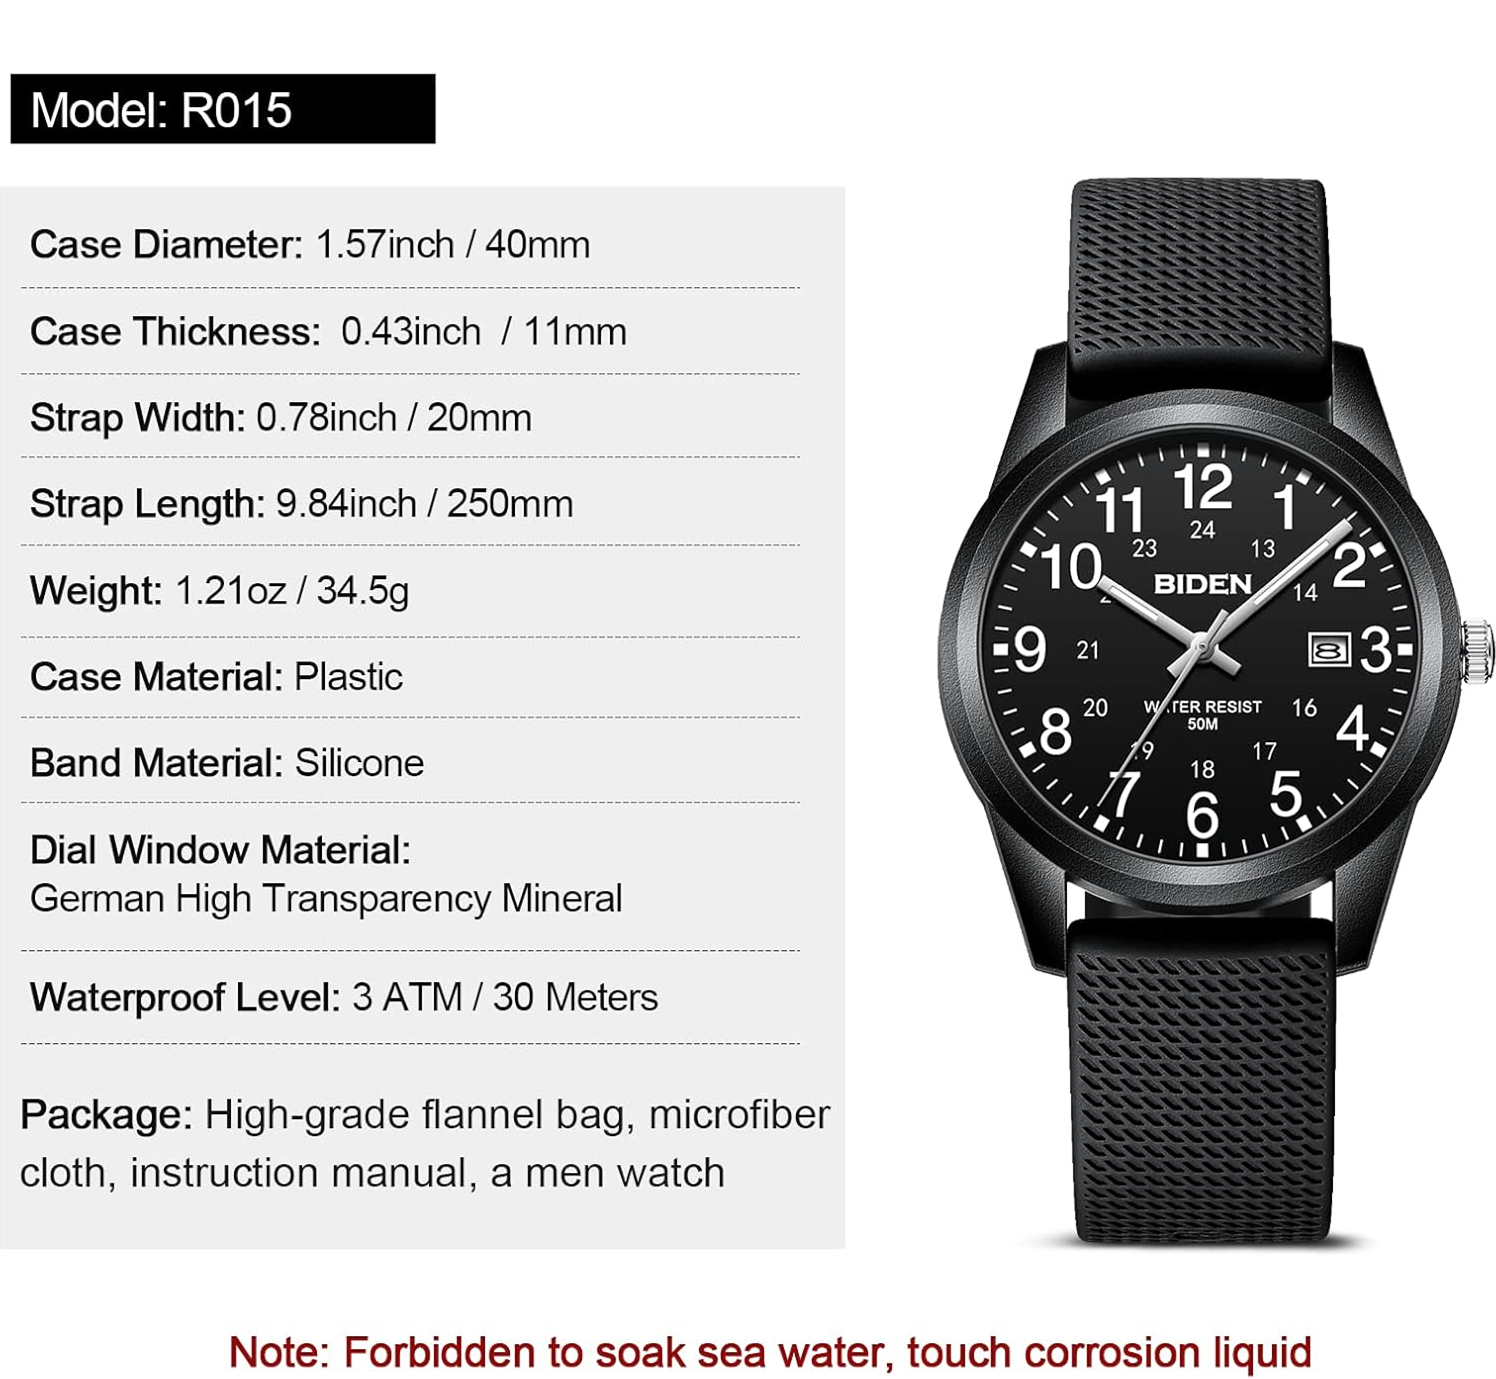 Model: R015
Case Diameter: 1.57inch / 40mm
Case Thickness: 0.43inch / 11mm
Strap Width: 0.78inch / 20mm
Strap Length: 9.84inch / 250mm
Weight: 1.21oz / 34.5g
Case Material: Plastic
Band Material: Silicone
Dial Window Material:
German High Transparency Mineral
Waterproof Level: 3 ATM / 30 Meters
Package: High-grade flannel bag, microfiber
cloth, instruction manual, a men watch
12
11
1
24
23
13
10
2
BIDEN
14
9
21
8
3
20
WATER RESIST
16
50M
8
4
19
17
18
7
5
6
Note: Forbidden to soak sea water, touch corrosion liquid